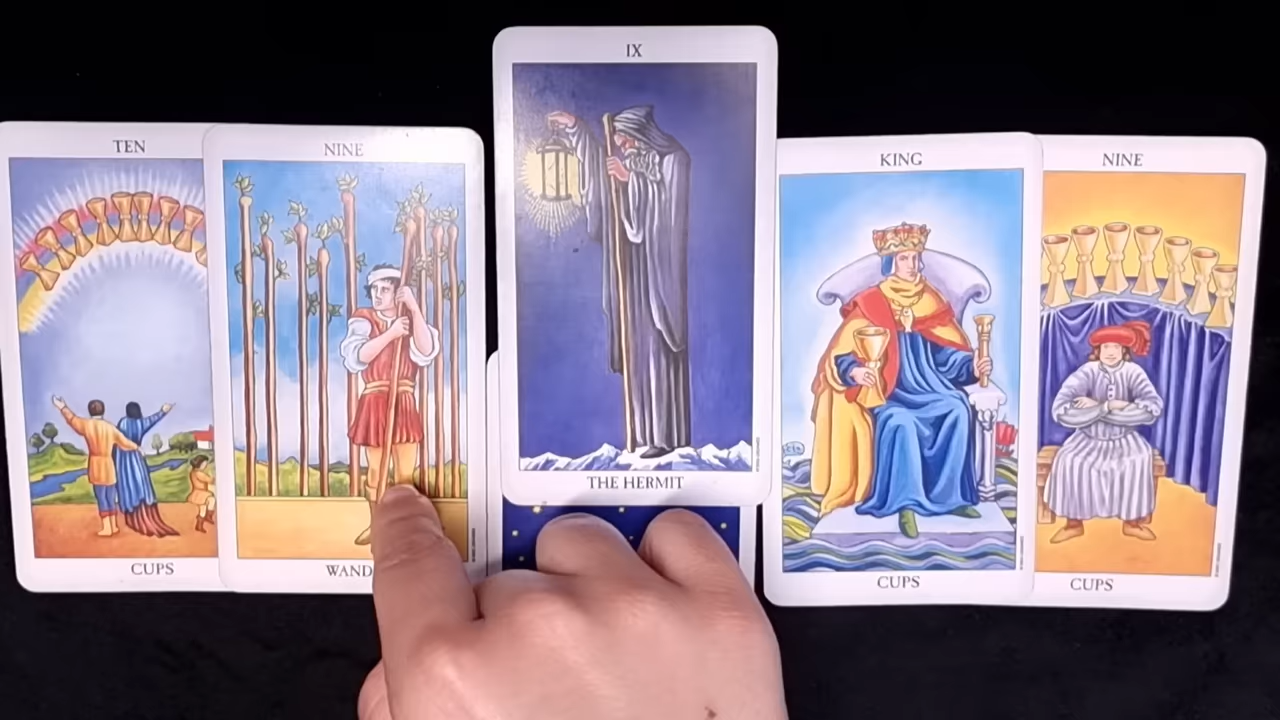 TEN
CUPS
NINE
WAND
IX
THE HERMIT
KING
CUPS
NINE
CUPS